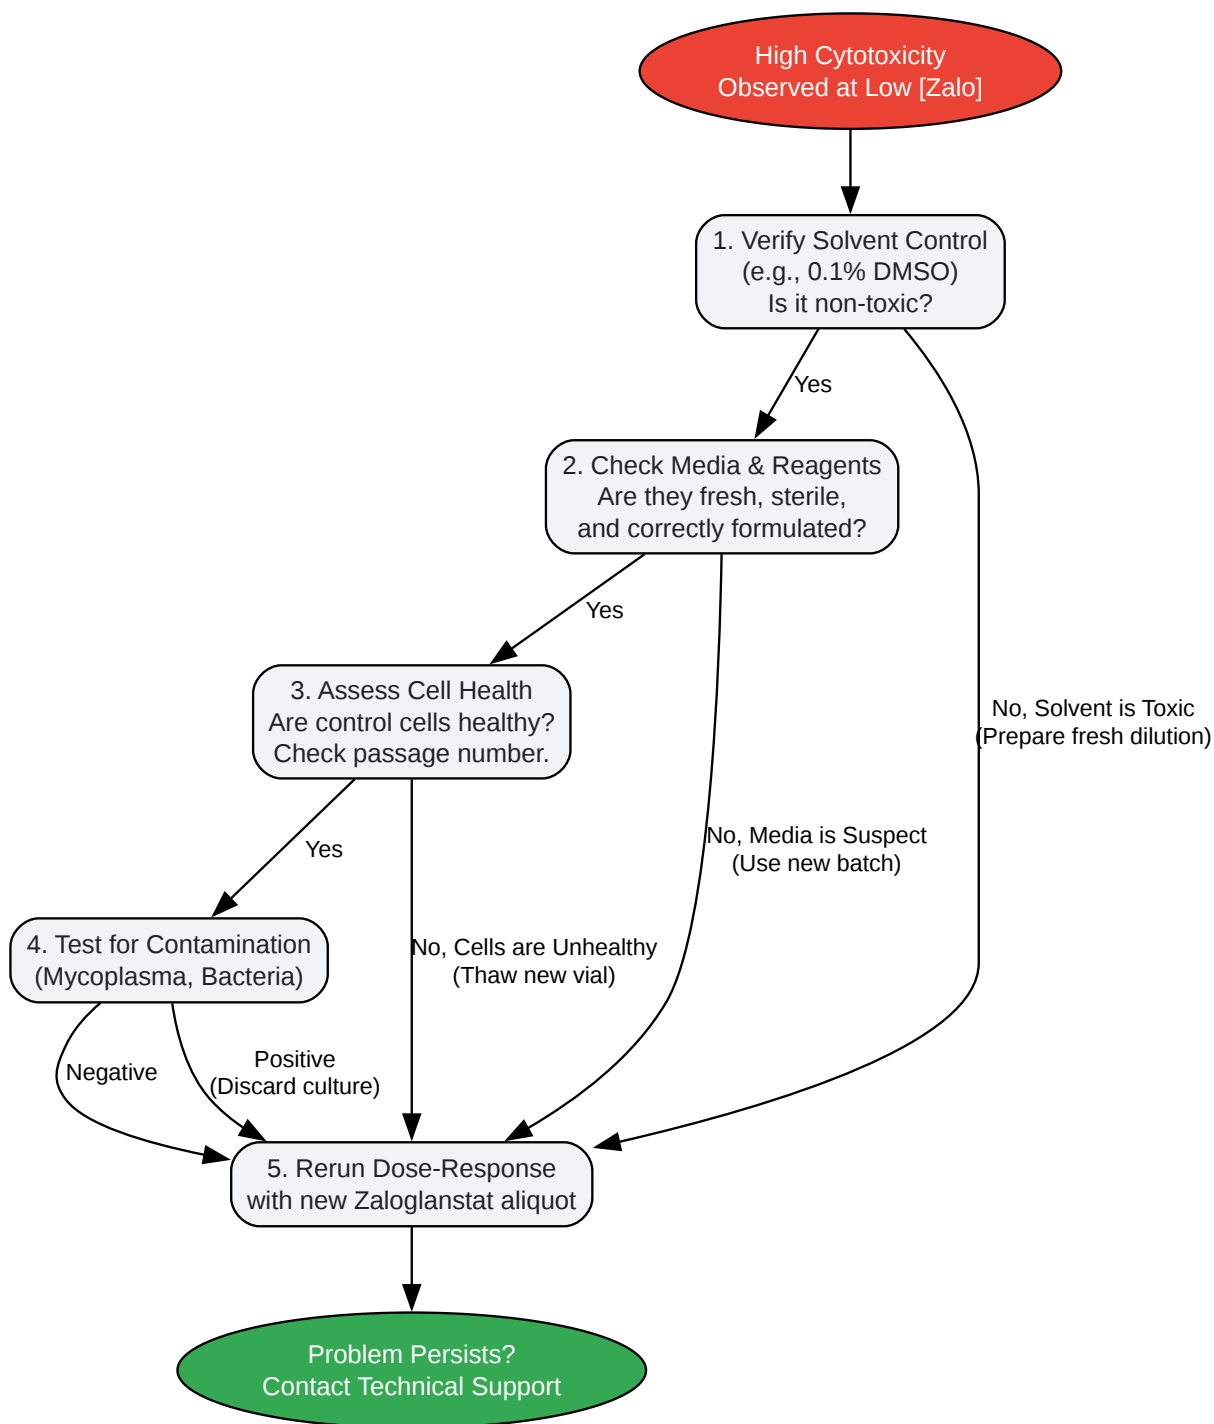 High Cytotoxicity
Observed at Low [Zalo]
1. Verify Solvent Control
(e.g., 0.1% DMSO)
Is it non-toxic?
Yes
2. Check Media & Reagents
Are they fresh, sterile,
and correctly formulated?
Yes
3. Assess Cell Health
Are control cells healthy?
Check passage number.
No, Solvent is Toxic
(Prepare fresh dilution)
Yes
No, Media is Suspect
(Use new batch)
4. Test for Contamination
(Mycoplasma, Bacteria)
No, Cells are Unhealthy
(Thaw new vial)
Negative
Positive
(Discard culture)
5. Rerun Dose-Response
with new Zaloglanstat aliquot
Problem Persists?
Contact Technical Support